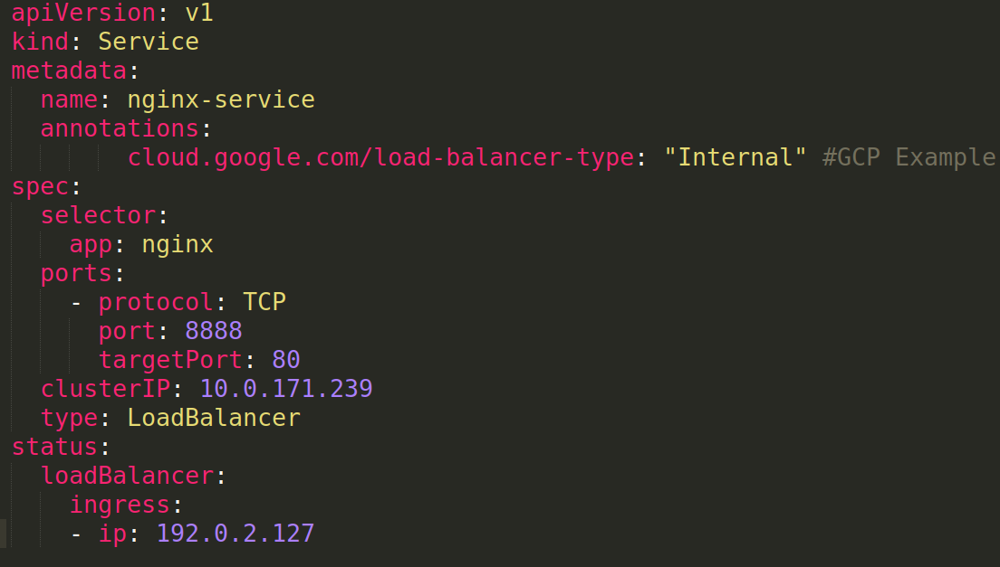 apiVersion: v1
kind: Service
metadata:
  name: nginx-service
  annotations:
        cloud.google.com/load-balancer-type: "Internal" #GCP Example
spec:
  selector:
    app: nginx
  ports:
    - protocol: TCP
      port: 8888
      targetPort: 80
  clusterIP: 10.0.171.239
  type: LoadBalancer
status:
  loadBalancer:
    ingress:
    - ip: 192.0.2.127